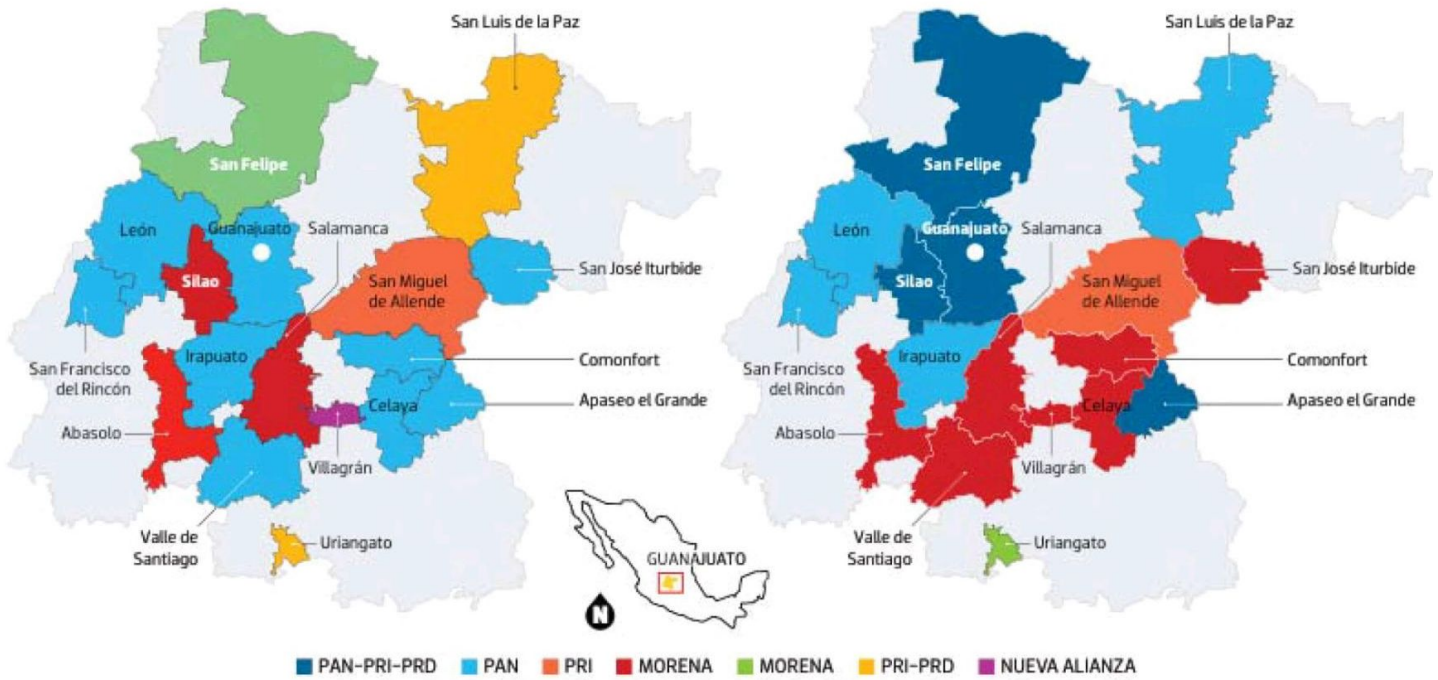 San Luis de la Paz
San Felipe
León
Guanajuato
Salamanca
Silao
San Miguel
de Allende
San José Iturbide
San Francisco
del Rincón
Irapuato
Comonfort
Celaya
Apaseo el Grande
Abasolo
Villagrán
Valle de
Santiago
Uriangato
San Luis de la Paz
San Felipe
León
Guanajuato
Salamanca
Silao
San Miguel
de Allende
San José Iturbide
San Francisco
del Rincón
Irapuato
Comonfort
Celaya
Apaseo el Grande
Abasolo
Villagrán
Valle de
Santiago
Uriangato
GUANAJUATO
N
PAN-PRI-PRD PAN PRI MORENA MORENA PRI-PRD NUEVA ALIANZA